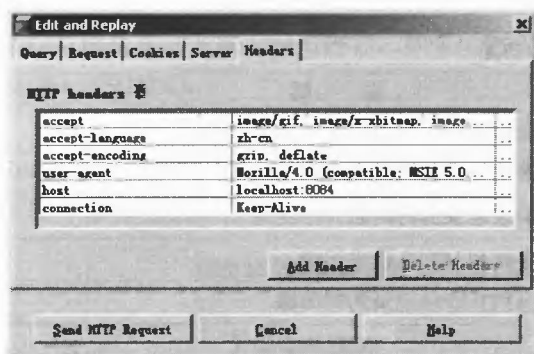 Edit and Replay
Query Request Cookies Server Headers
HTTP headers
accept image/gif, image/x-xbitmap, image...
accept-language zh-cn
accept-encoding gzip, deflate
user-agent Mozilla/4.0 (compatible; MSIE 5.0...
host localhost:8084
connection Keep-Alive
Add Header Delete Headers
Send HTTP Request Cancel Help